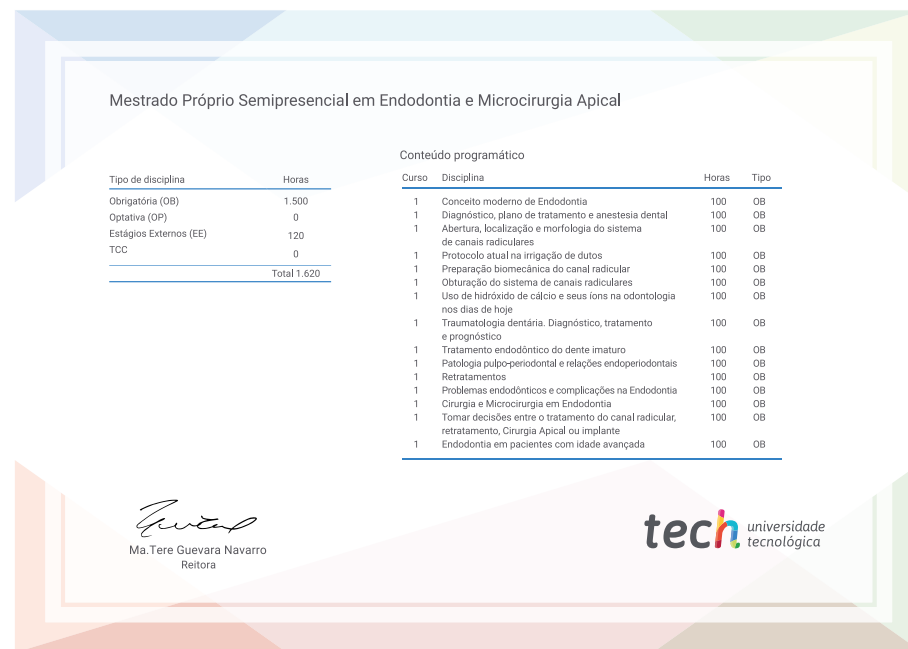 Mestrado Próprio Semipresencial em Endodontia e Microcirurgia Apical
Tipo de disciplina Horas
Obrigatória (OB) 1.500
Optativa (OP) 0
Estágios Externos (EE) 120
TCC 0
Total 1.620
Conteúdo programático
Curso Disciplina Horas Tipo
1 Conceito moderno de Endodontia 100 OB
1 Diagnóstico, plano de tratamento e anestesia dental 100 OB
1 Abertura, localização e morfologia do sistema 100 OB
de canais radiculares
1 Protocolo atual na irrigação de dutos 100 OB
1 Preparação biomecânica do canal radicular 100 OB
1 Obturação do sistema de canais radiculares 100 OB
1 Uso de hidróxido de cálcio e seus íons na odontologia 100 OB
nos dias de hoje
1 Traumatologia dentária. Diagnóstico, tratamento 100 OB
e prognóstico
1 Tratamento endodôntico do dente imaturo 100 OB
1 Patologia pulpo-periodontal e relações endoperiodontais 100 OB
1 Retratamentos 100 OB
1 Problemas endodônticos e complicações na Endodontia 100 OB
1 Cirurgia e Microcirurgia em Endodontia 100 OB
1 Tomar decisões entre o tratamento do canal radicular, 100 OB
retratamento, Cirurgia Apical ou implante
1 Endodontia em pacientes com idade avançada 100 OB
Ma.Tere Guevara Navarro
Reitora
tech universidade
tecnológica